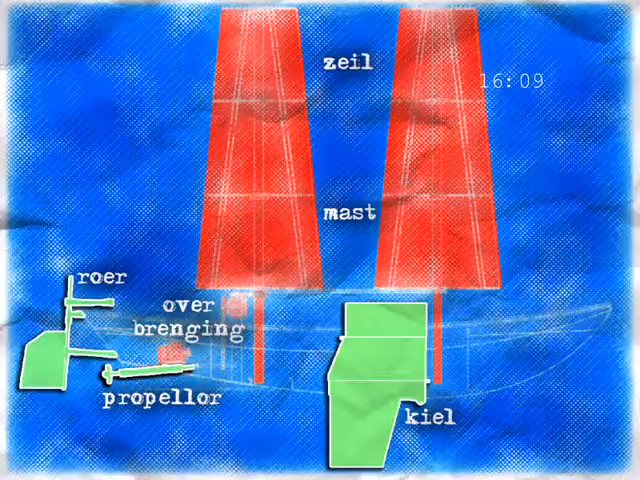 zeil
16:09
mast
roer
over
brenging
propellor
kiel